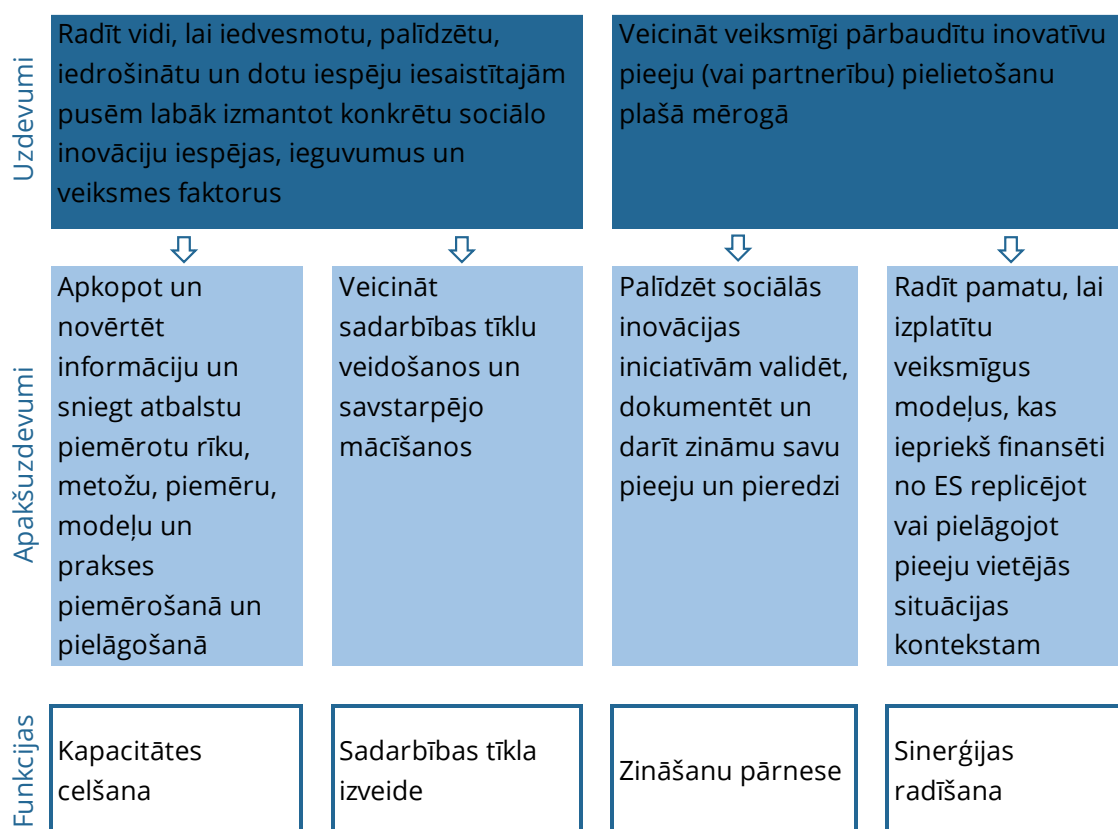 Uzdevumi
Radīt vidi, lai iedvesmotu, palīdzētu,
iedrošinātu un dotu iespēju iesaistītajām
pusēm labāk izmantot konkrētu sociālo
inovāciju iespējas, ieguvumus un
veiksmes faktorus
Veicināt veiksmīgi pārbaudītu inovatīvu
pieeju (vai partnerību) pielietošanu
plašā mērogā
Apakšuzdevumi
Apkopot un
novērtēt
informāciju un
sniegt atbalstu
piemērotu rīku,
metožu, piemēru,
modeļu un
prakses
piemērošanā un
pielāgošanā
Veicināt
sadarbības tīklu
veidošanos un
savstarpējo
mācīšanos
Palīdzēt sociālās
inovācijas
iniciatīvām validēt,
dokumentēt un
darīt zināmu savu
pieeju un pieredzi
Radīt pamatu, lai
izplatītu
veiksmīgus
modeļus, kas
iepriekš finansēti
no ES replicējot
vai pielāgojot
pieeju vietējās
situācijas
kontekstam
Funkcijas
Kapacitātes
celšana
Sadarbības tīkla
izveide
Zināšanu pārnese
Sinerģijas
radīšana